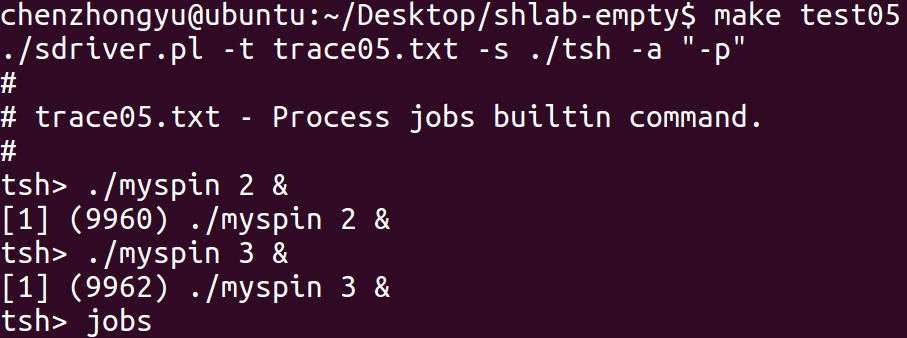 chenzhongyu@ubuntu:~/Desktop/shlab-empty$ make test05
./sdriver.pl -t trace05.txt -s ./tsh -a "-p"
#
# trace05.txt - Process jobs builtin command.
#
tsh> ./myspin 2 &
[1] (9960) ./myspin 2 &
tsh> ./myspin 3 &
[1] (9962) ./myspin 3 &
tsh> jobs